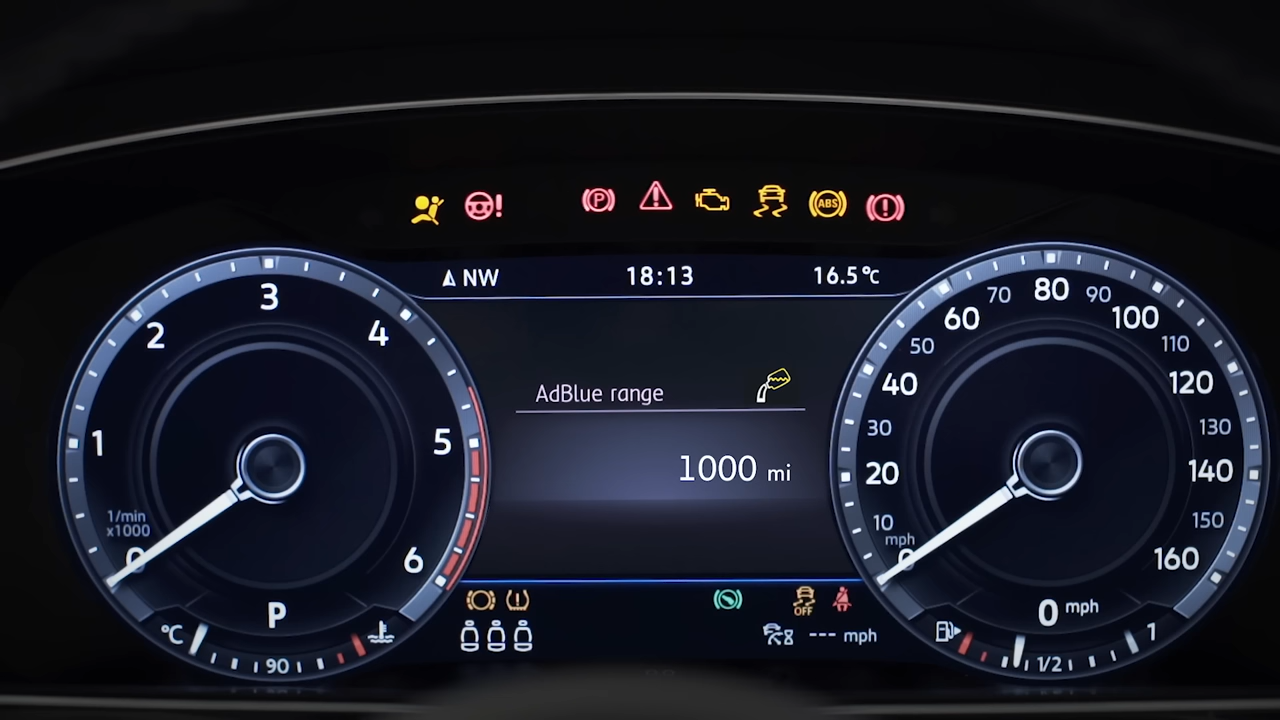 P
ABS
NW
18:13
16.5°C
AdBlue range
1000 mi
0
1
2
3
4
5
6
1/min
x1000
P
°C
90
0
10
20
30
40
50
60
70
80
90
100
110
120
130
140
150
160
mph
0 mph
1/2
1
OFF
--- mph